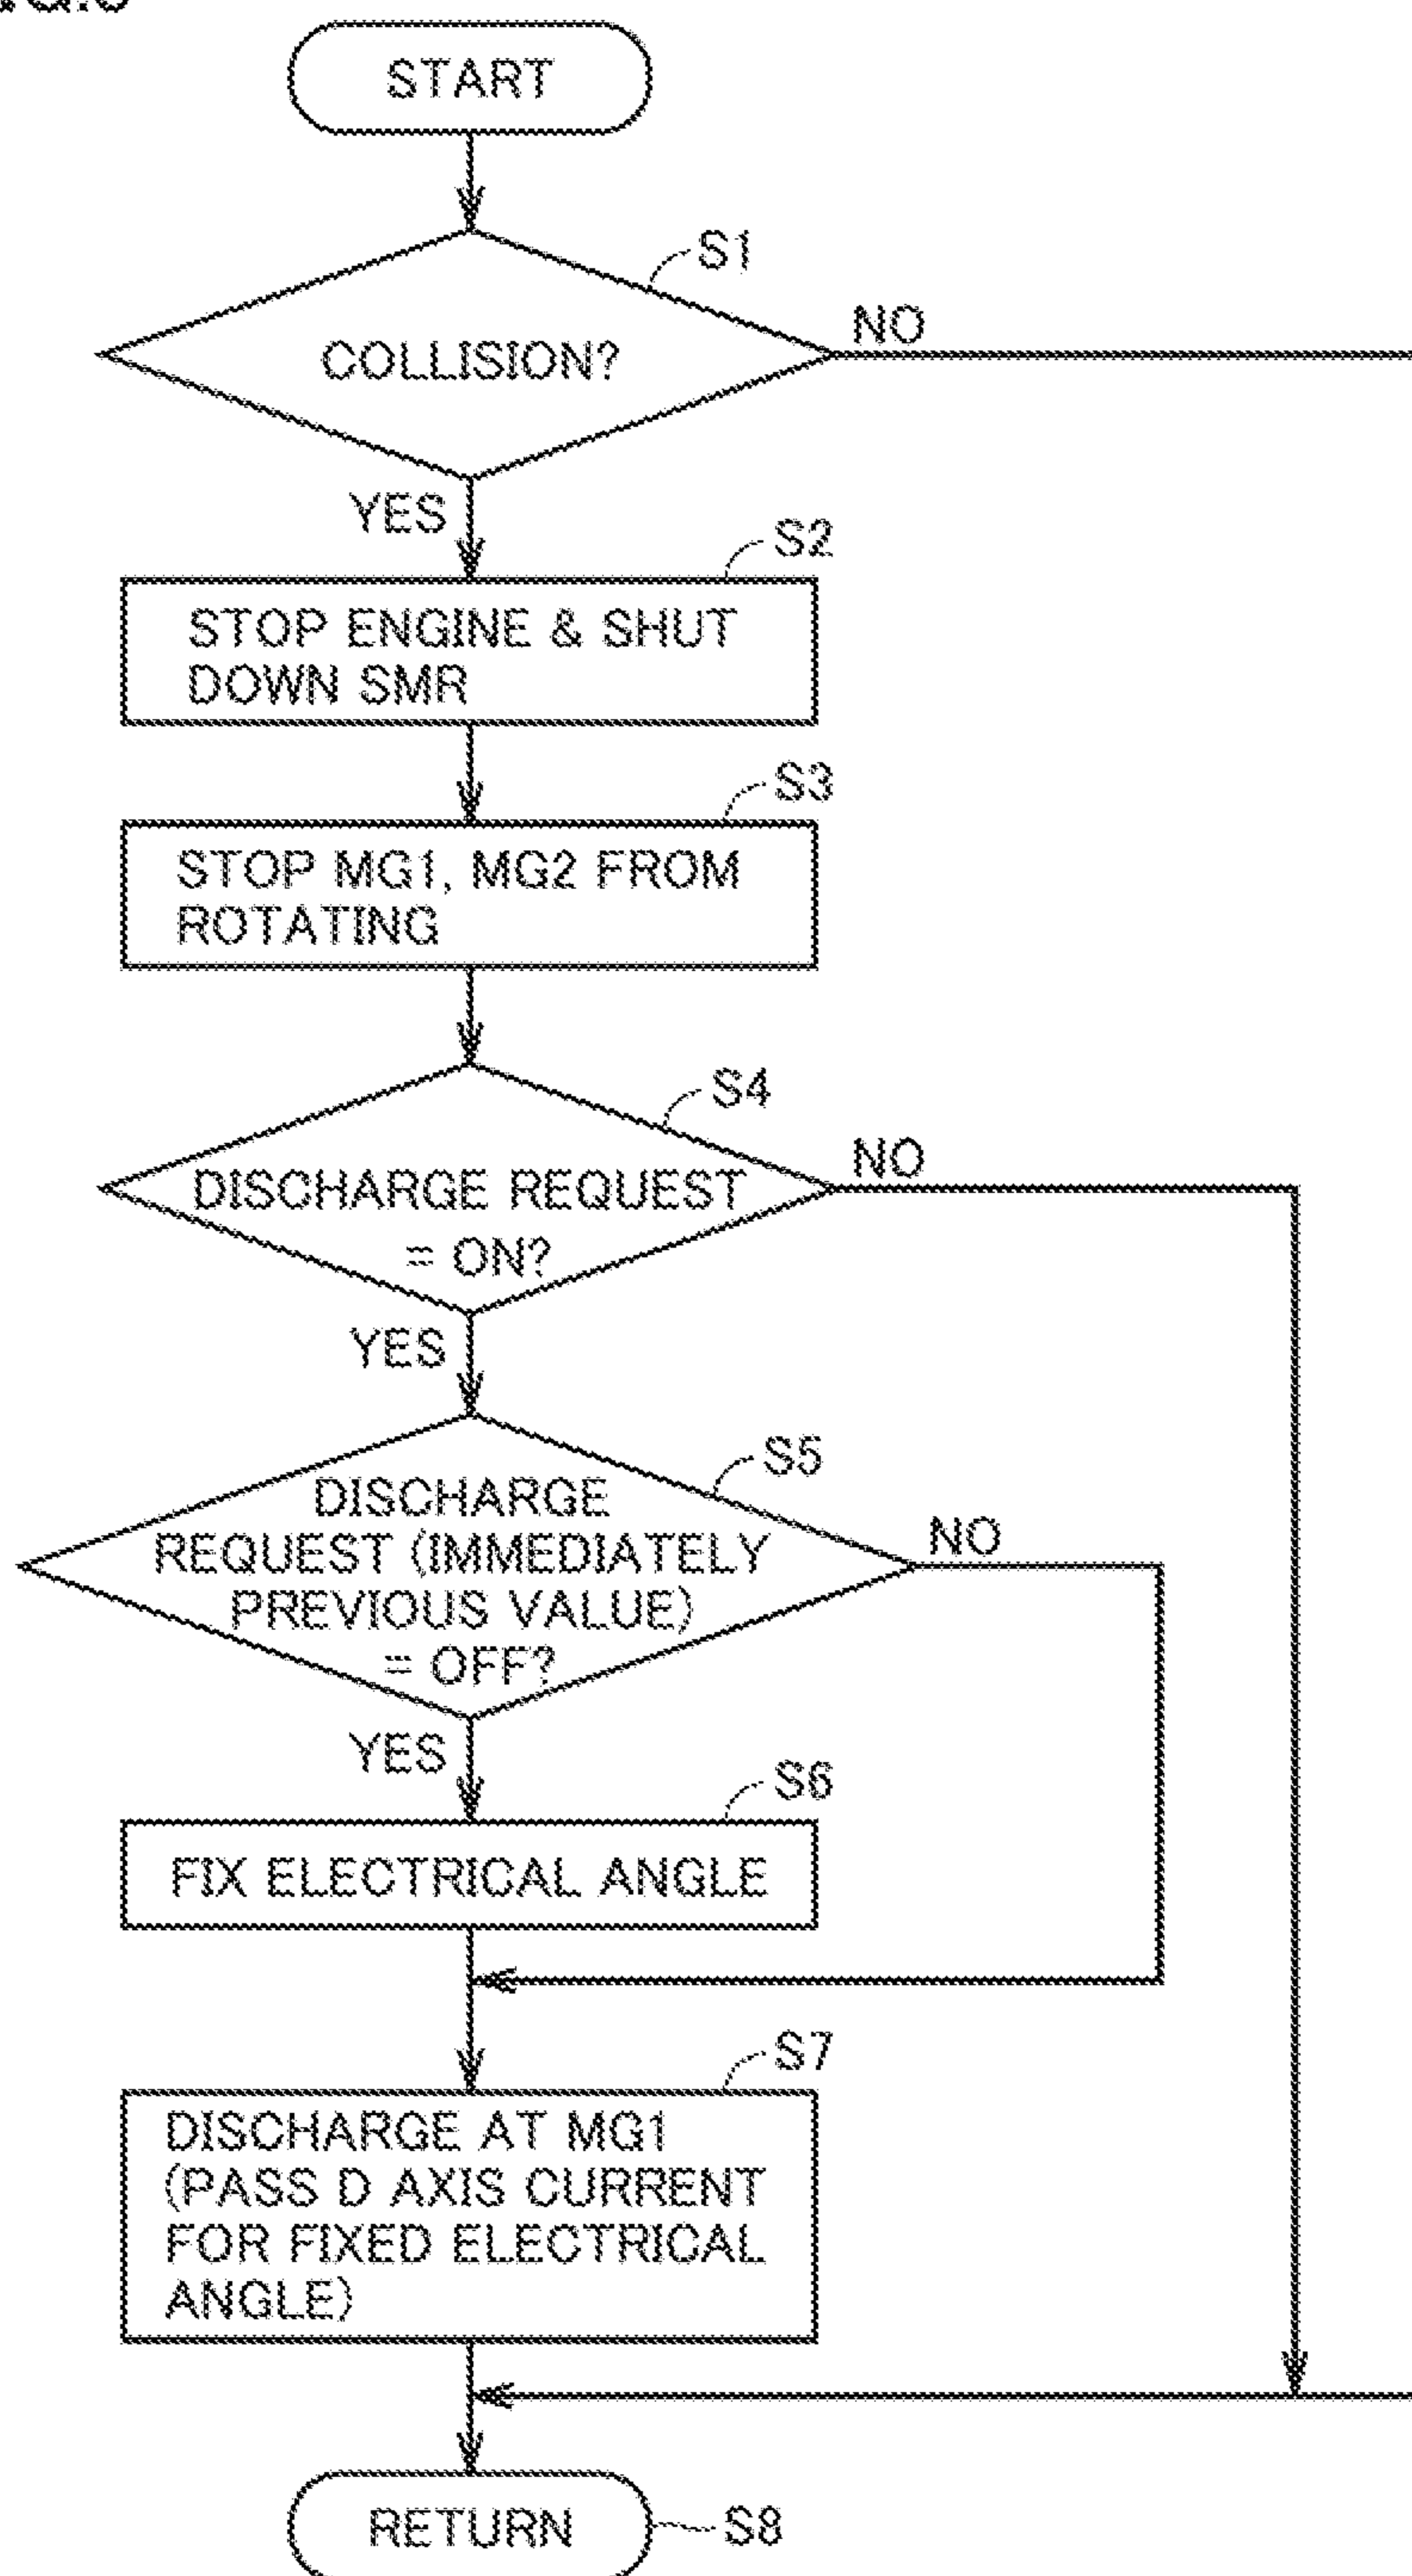 START
S1
COLLISION?
NO
YES
S2
STOP ENGINE & SHUT
DOWN SMR
S3
STOP MG1, MG2 FROM
ROTATING
S4
DISCHARGE REQUEST
= ON?
NO
YES
S5
DISCHARGE
REQUEST (IMMEDIATELY
PREVIOUS VALUE)
= OFF?
NO
YES
S6
FIX ELECTRICAL ANGLE
S7
DISCHARGE AT MG1
(PASS D AXIS CURRENT
FOR FIXED ELECTRICAL
ANGLE)
RETURN
S8